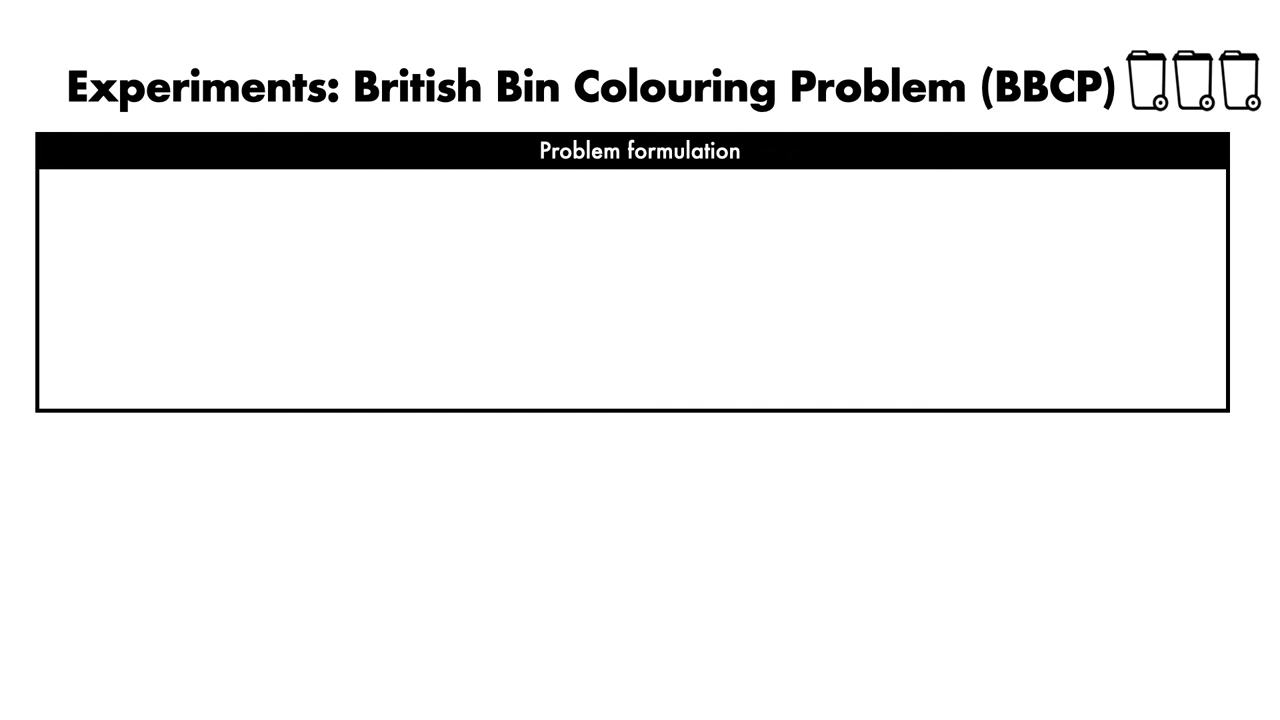 Experiments: British Bin Colouring Problem (BBCP)
Problem formulation